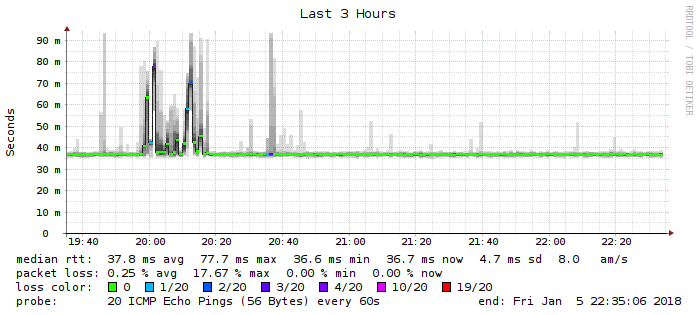 Last 3 Hours
RRDTOOL / TOBI OETIKER
Seconds
90 m
80 m
70 m
60 m
50 m
40 m
30 m
20 m
10 m
0
19:40 20:00 20:20 20:40 21:00 21:20 21:40 22:00 22:20
median rtt: 37.8 ms avg 77.7 ms max 36.6 ms min 36.7 ms now 4.7 ms sd 8.0 am/s
packet loss: 0.25 % avg 17.67 % max 0.00 % min 0.00 % now
loss color: 0 1/20 2/20 3/20 4/20 10/20 19/20
probe: 20 ICMP Echo Pings (56 Bytes) every 60s end: Fri Jan 5 22:35:06 2018